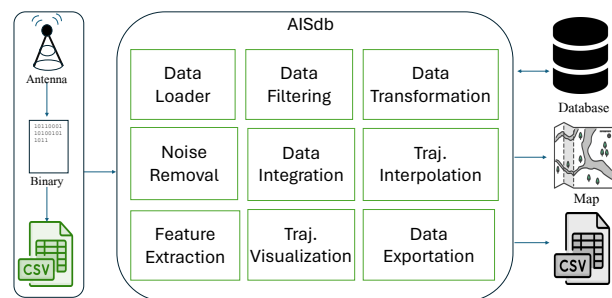 AISdb
Antenna
10110001
10100101
1011
Binary
CSV
Data
Loader
Data
Filtering
Data
Transformation
Noise
Removal
Data
Integration
Traj.
Interpolation
Feature
Extraction
Traj.
Visualization
Data
Exportation
Database
Map
CSV